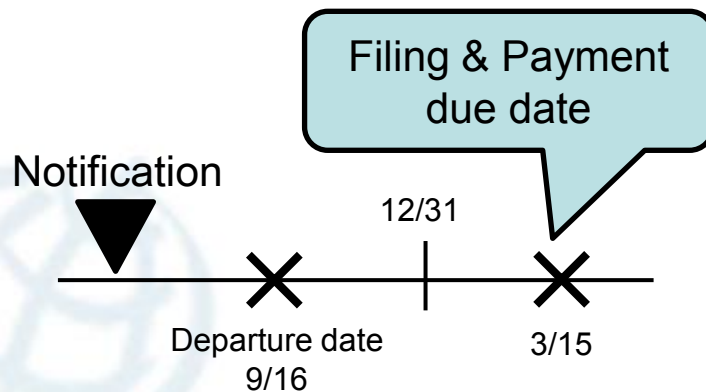 Filing & Payment
due date
Notification
12/31
Departure date
9/16
3/15